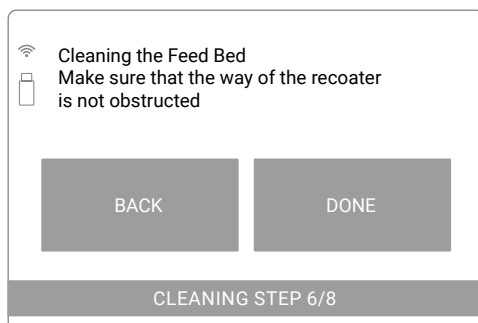 Cleaning the Feed Bed
Make sure that the way of the recoater
is not obstructed
BACK
DONE
CLEANING STEP 6/8